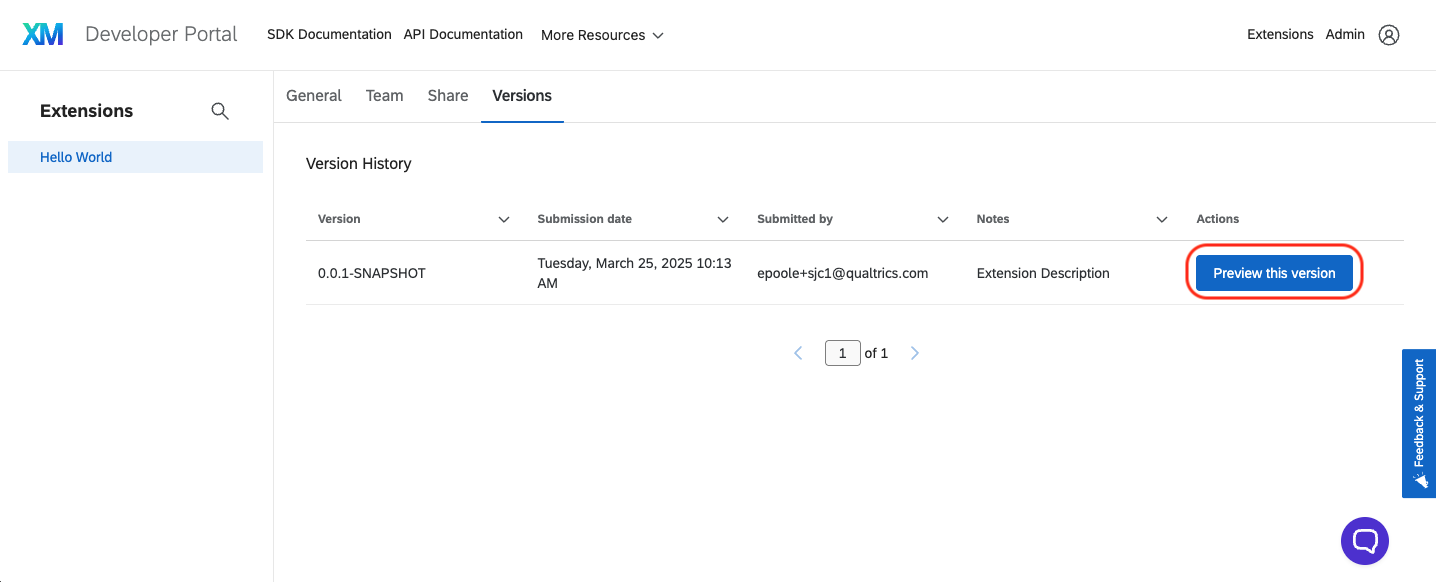 XM Developer Portal SDK Documentation API Documentation More Resources Extensions Admin
Extensions
Hello World
General Team Share Versions
Version History
Version Submission date Submitted by Notes Actions
0.0.1-SNAPSHOT Tuesday, March 25, 2025 10:13 AM epoole+sjc1@qualtrics.com Extension Description Preview this version
1 of 1
Feedback & Support